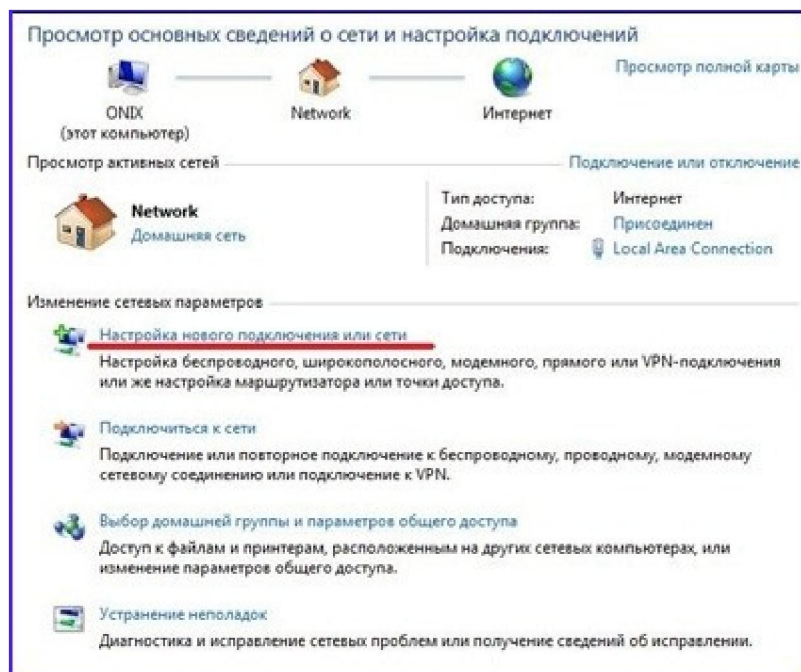 Просмотр основных сведений о сети и настройка подключений
Просмотр полной карты
ONIX
(этот компьютер)
Network
Интернет
Просмотр активных сетей
Подключение или отключение
Network
Домашняя сеть
Тип доступа: Интернет
Домашняя группа: Присоединен
Подключения: Local Area Connection
Изменение сетевых параметров
Настройка нового подключения или сети
Настройка беспроводного, широкополосного, модемного, прямого или VPN-подключения
или же настройка маршрутизатора или точки доступа.
Подключиться к сети
Подключение или повторное подключение к беспроводному, проводному, модемному
сетевому соединению или подключение к VPN.
Выбор домашней группы и параметров общего доступа
Доступ к файлам и принтерам, расположенным на других сетевых компьютерах, или
изменение параметров общего доступа.
Устранение неполадок
Диагностика и исправление сетевых проблем или получение сведений об исправлении.